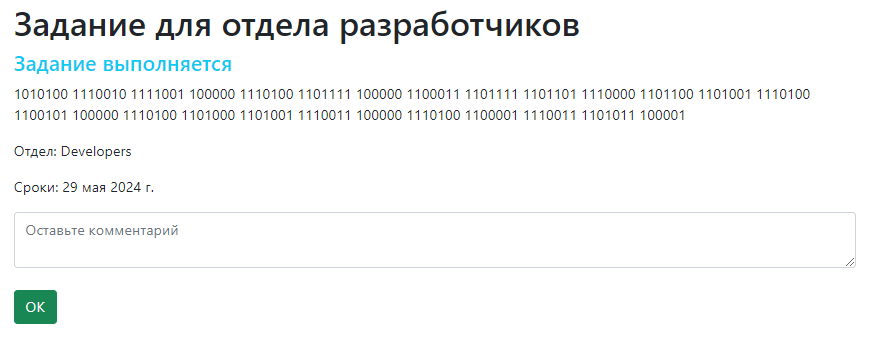 Задание для отдела разработчиков
Задание выполняется
1010100 1110010 1111001 100000 1110100 1101111 100000 1100011 1101111 1101101 1110000 1101100 1101001 1110100
1100101 100000 1110100 1101000 1101001 1110011 100000 1110100 1100001 1110011 1101011 100001
Отдел: Developers
Сроки: 29 мая 2024 г.
Оставьте комментарий
ОК